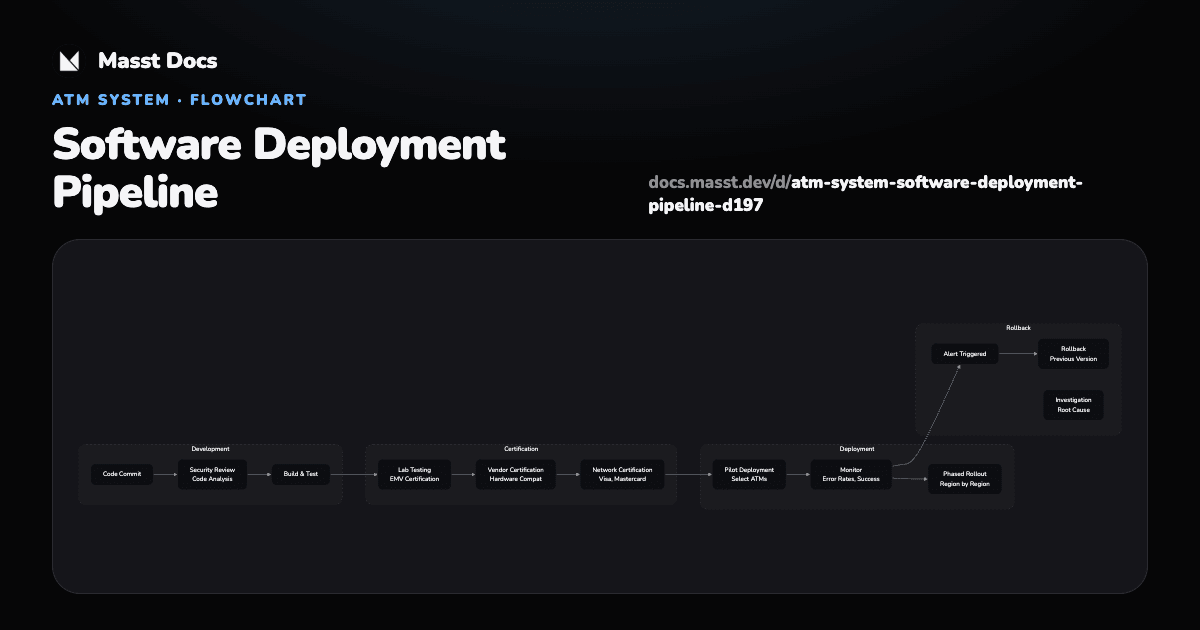 Masst Docs
ATM SYSTEM · FLOWCHART
Software Deployment
Pipeline
docs.masst.dev/d/atm-system-software-deployment-
pipeline-d197
Rollback
Alert Triggered
Rollback
Previous Version
Investigation
Root Cause
Development
Code Commit
Security Review
Code Analysis
Build & Test
Certification
Lab Testing
EMV Certification
Vendor Certification
Hardware Compat
Network Certification
Visa, Mastercard
Deployment
Pilot Deployment
Select ATMs
Monitor
Error Rates, Success
Phased Rollout
Region by Region